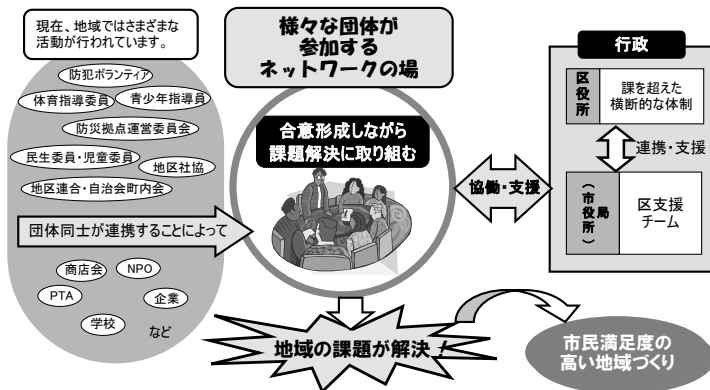 現在、地域ではさまざまな
活動が行われています。
防犯ボランティア
体育指導委員
青少年指導員
防災拠点運営委員会
民生委員・児童委員
地区社協
地区連合・自治会町内会
団体同士が連携することによって
商店会
NPO
PTA
企業
学校
など
様々な団体が
参加する
ネットワークの場
合意形成しながら
課題解決に取り組む
協働・支援
行政
区役所
課を超えた
横断的な体制
連携・支援
局
（市役所）
区支援
チーム
地域の課題が解決！
市民満足度の
高い地域づくり